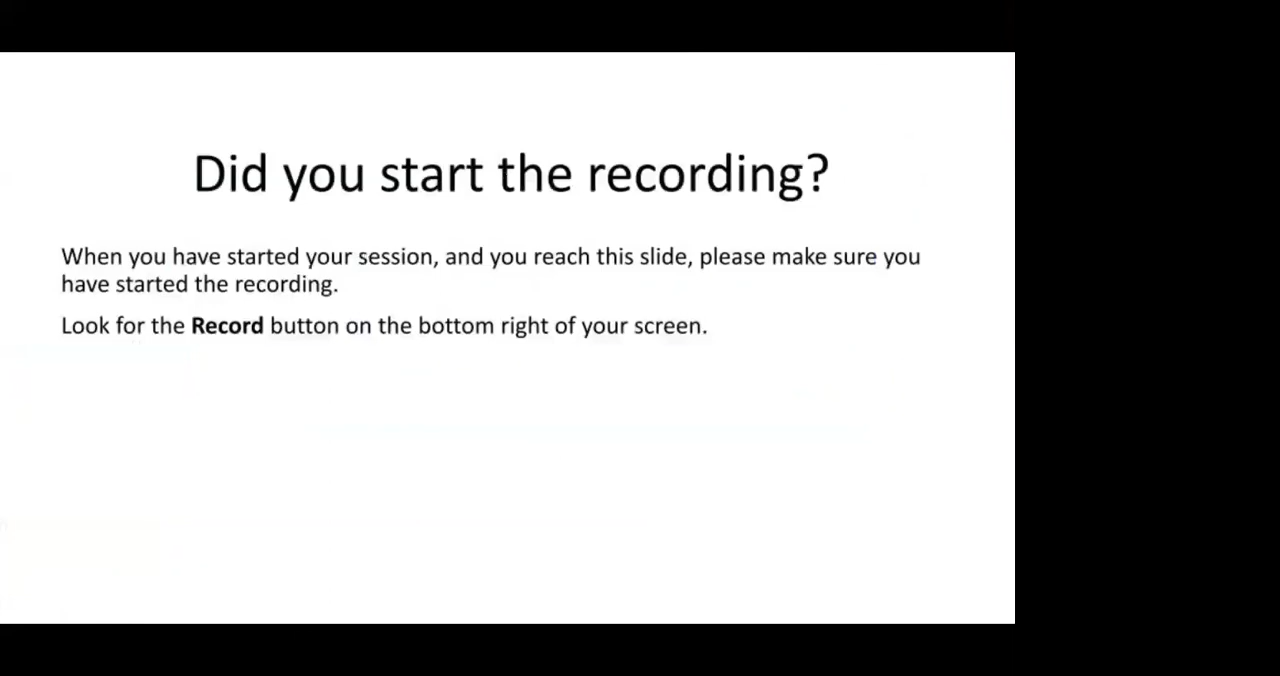 Did you start the recording?
When you have started your session, and you reach this slide, please make sure you
have started the recording.
Look for the Record button on the bottom right of your screen.